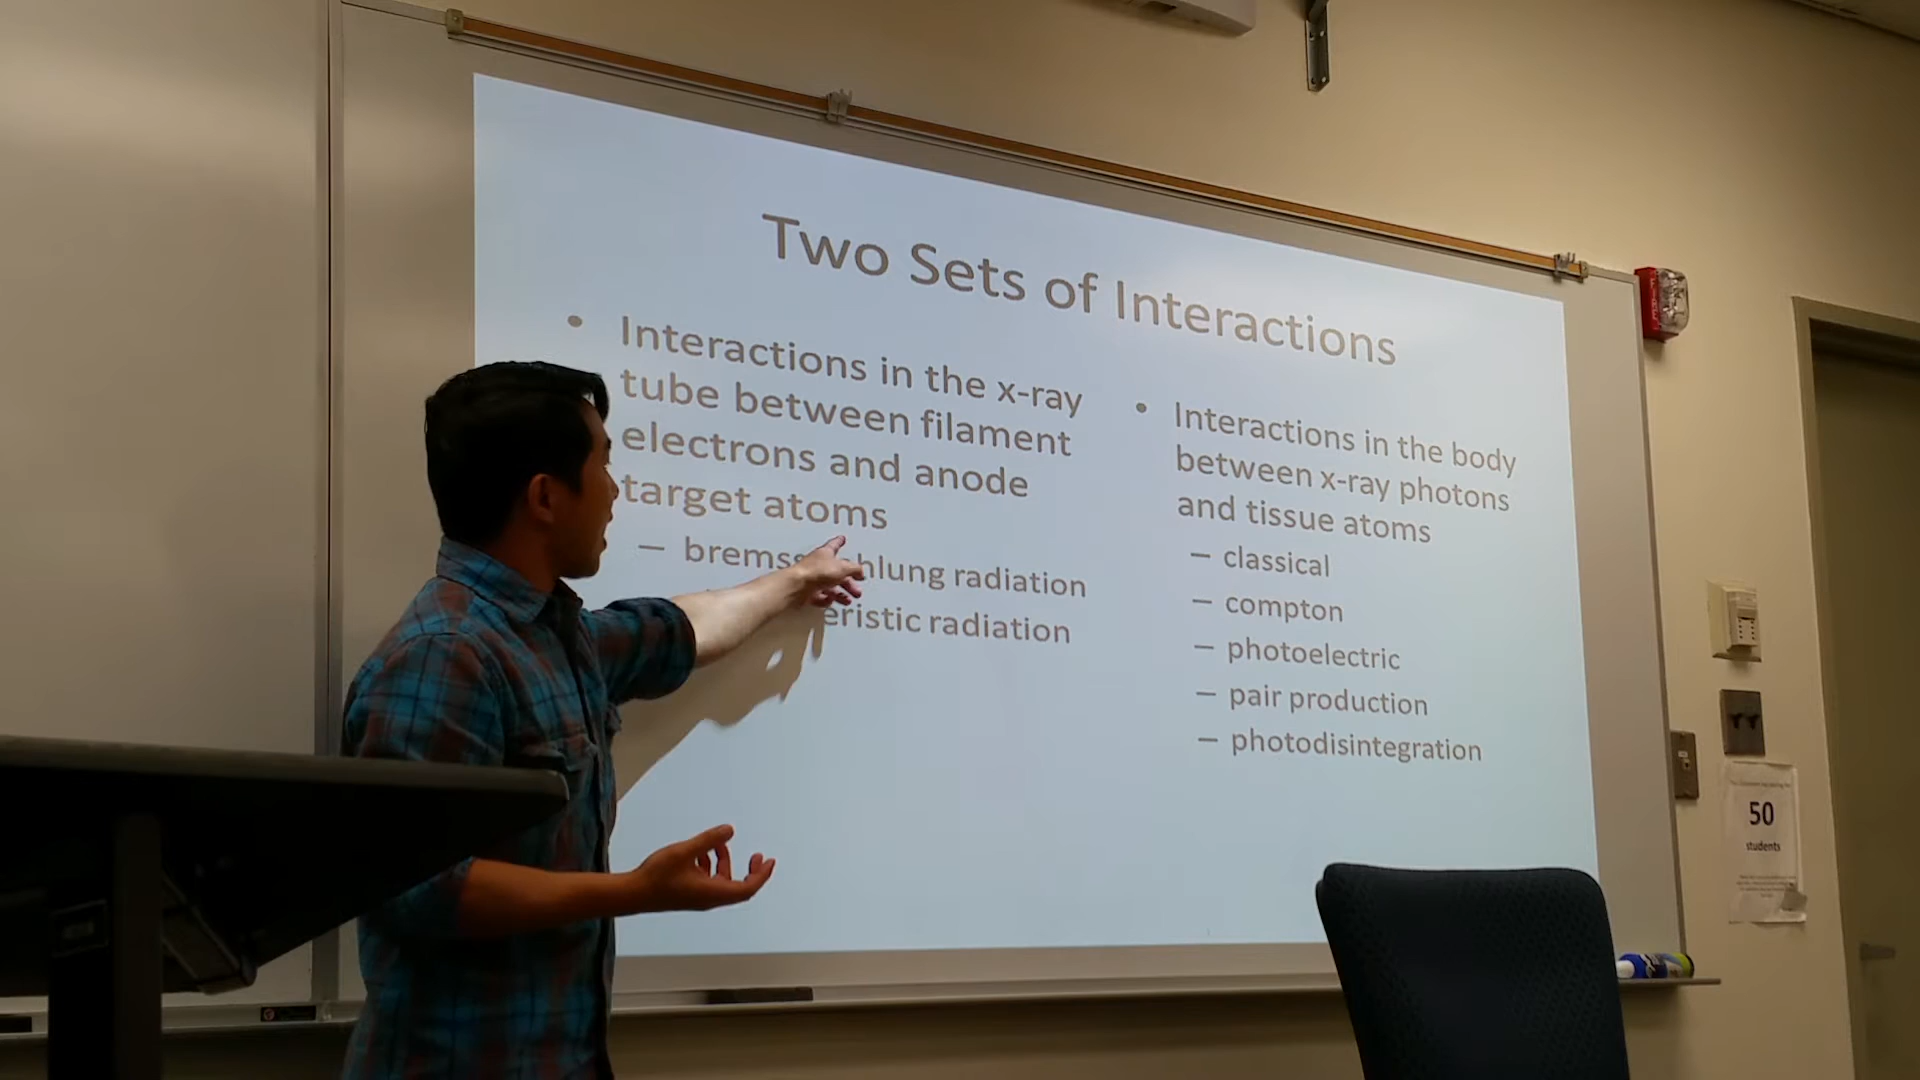 Two Sets of Interactions
• Interactions in the x-ray
tube between filament
electrons and anode
target atoms
– radiation
radiation
• Interactions in the body
between x-ray photons
and tissue atoms
– classical
– compton
– photoelectric
– pair production
– photodisintegration
50
students